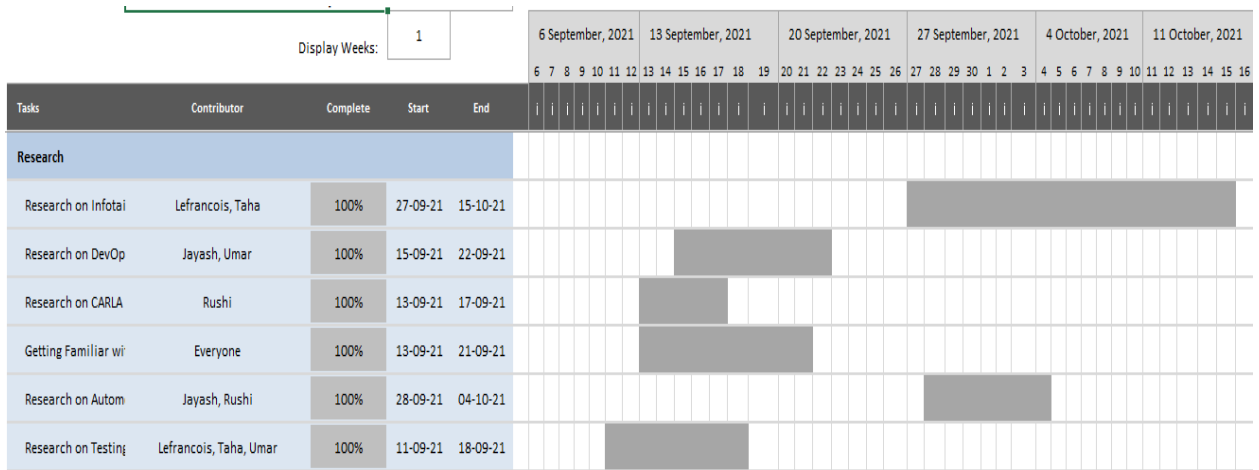 6 September, 2021 13 September, 2021 20 September, 2021 27 September, 2021 4 October, 2021 11 October, 2021
Display Weeks: 1
6 7 8 9 10 11 12 13 14 15 16 17 18 19 20 21 22 23 24 25 26 27 28 29 30 1 2 3 4 5 6 7 8 9 10 11 12 13 14 15 16
Tasks Contributor Complete Start End i i i i i i i i i i i i i i i i i i i i i i i i i i i i i i i i i i i i i i i i i
Research
Research on Infotai Lefrancois, Taha 100% 27-09-21 15-10-21
Research on DevOp Jayash, Umar 100% 15-09-21 22-09-21
Research on CARLA Rushi 100% 13-09-21 17-09-21
Getting Familiar wi Everyone 100% 13-09-21 21-09-21
Research on Autom Jayash, Rushi 100% 28-09-21 04-10-21
Research on Testing Lefrancois, Taha, Umar 100% 11-09-21 18-09-21